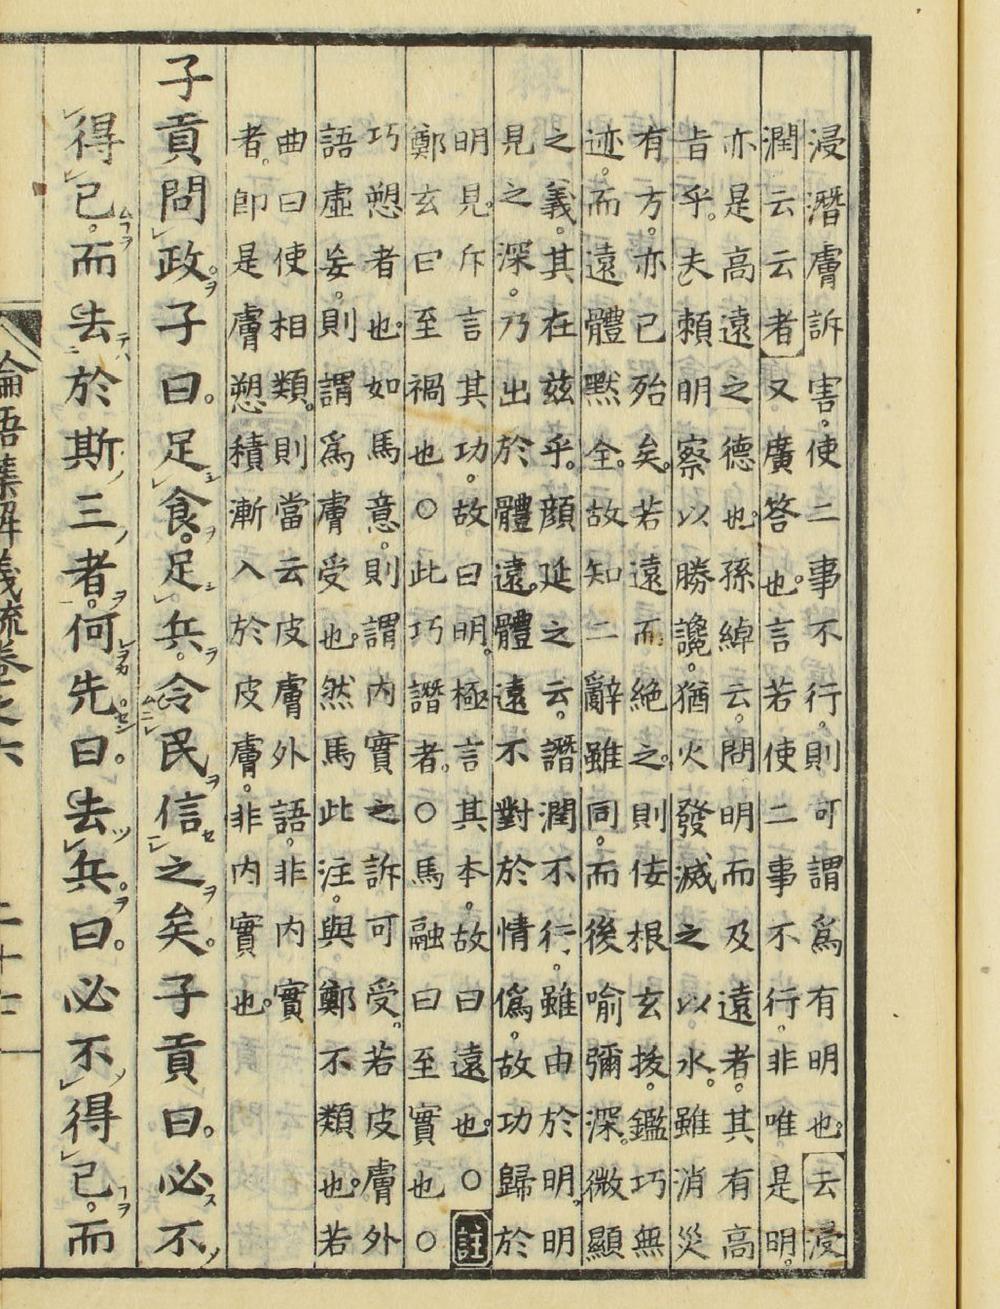 浸潛膚訴害。使二事不行。則可謂爲有明也。云浸
潤云云者又廣答也。言若使二事不行。非唯是明。
亦是高遠之德也。孫綽云。問明而及遠者。其有高
旨乎。夫賴明察以勝讒。猶火發滅之以水。雖消災
有方。亦已殆矣。若遠而絶之。則佞根玄拔。鑑巧無
迹。而遠體黙全。故知二辭雖同。而後喻彌深。微顯
之義。其在茲乎。顔延之云。譖潤不行。雖由於明。明
見之深。乃出於體遠。體遠不對於情僞。故功歸於
明見。斥言其功。故曰明。極言其本。故曰遠也。○註
鄭玄曰至禍也○此巧譖者。○馬融曰至實也○
巧愬者也。如馬意。則謂内實之訴可受。若皮膚外
語虛妄。則謂爲膚受也。然馬此注。與鄭不類也。若
曲曰使相類。則當云皮膚外語。非内實
者。卽是膚愬積漸入於皮膚。非内實也。
子貢問政。子曰。足食。足兵。令民信之矣。子貢曰。必不
得已。而去於斯三者。何先。曰。去兵。曰。必不得已。而
論語集解義疏卷之六